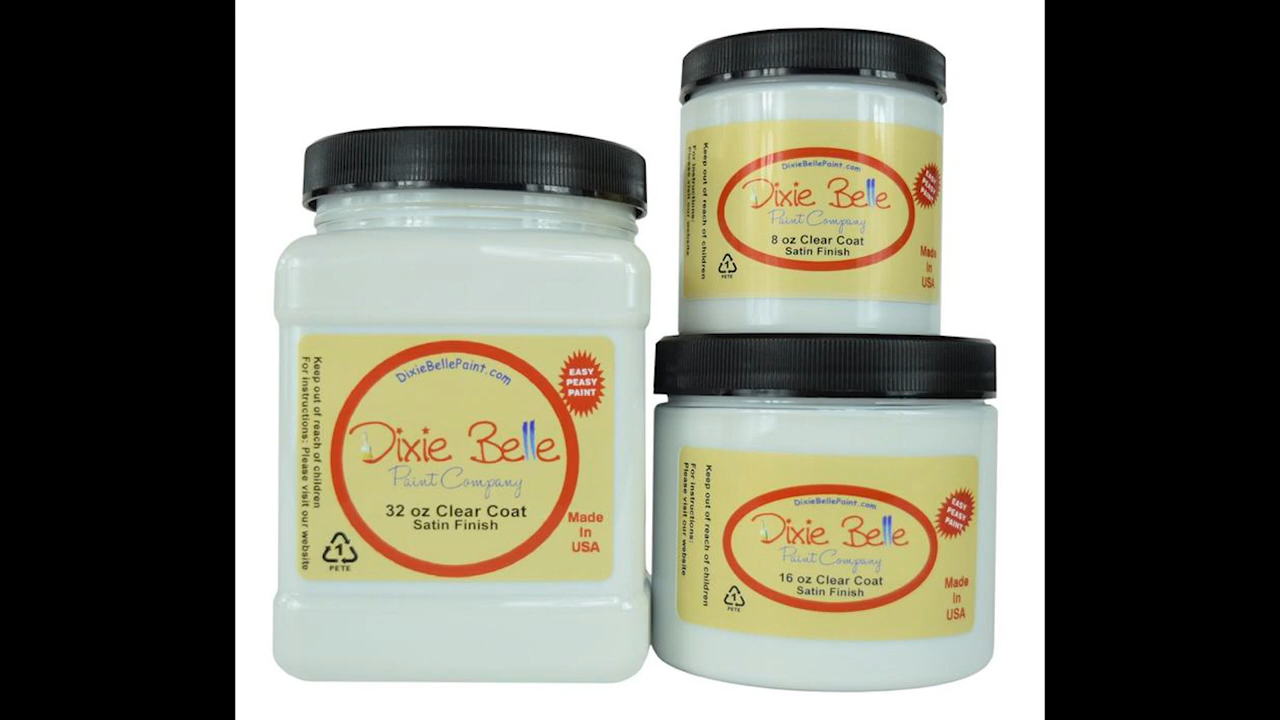 DixieBellePaint.com
Dixie Belle
Paint Company
32 oz Clear Coat
Satin Finish
EASY
PEASY
PAINT
Made
In
USA
Keep out of reach of children
For instructions: Please visit our website
1
PETE
DixieBellePaint.com
Dixie Belle
Paint Company
8 oz Clear Coat
Satin Finish
EASY
PEASY
PAINT
Made
In
USA
Keep out of reach of children
For instructions:
Please visit our website
1
PETE
DixieBellePaint.com
Dixie Belle
Paint Company
16 oz Clear Coat
Satin Finish
EASY
PEASY
PAINT
Made
In
USA
Keep out of reach of children
For instructions:
Please visit our website
1
PETE